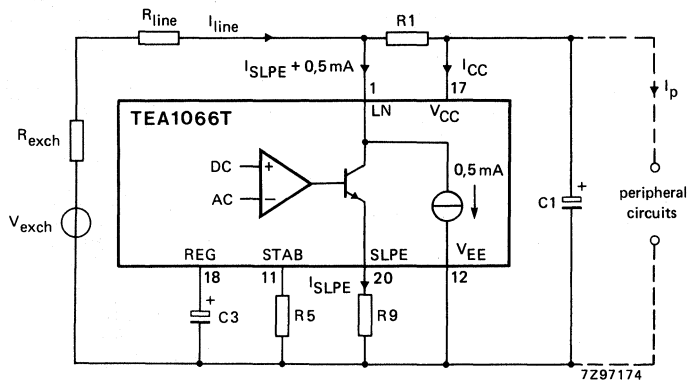 Rline
Iline
R1
ISLPE + 0,5 mA
ICC
1
17
LN
VCC
Ip
TEA1066T
Rexch
DC
+
AC
−
0,5 mA
Vexch
C1
+
peripheral
circuits
REG
STAB
SLPE
VEE
18
11
ISLPE
20
12
+
C3
R5
R9
7Z97174